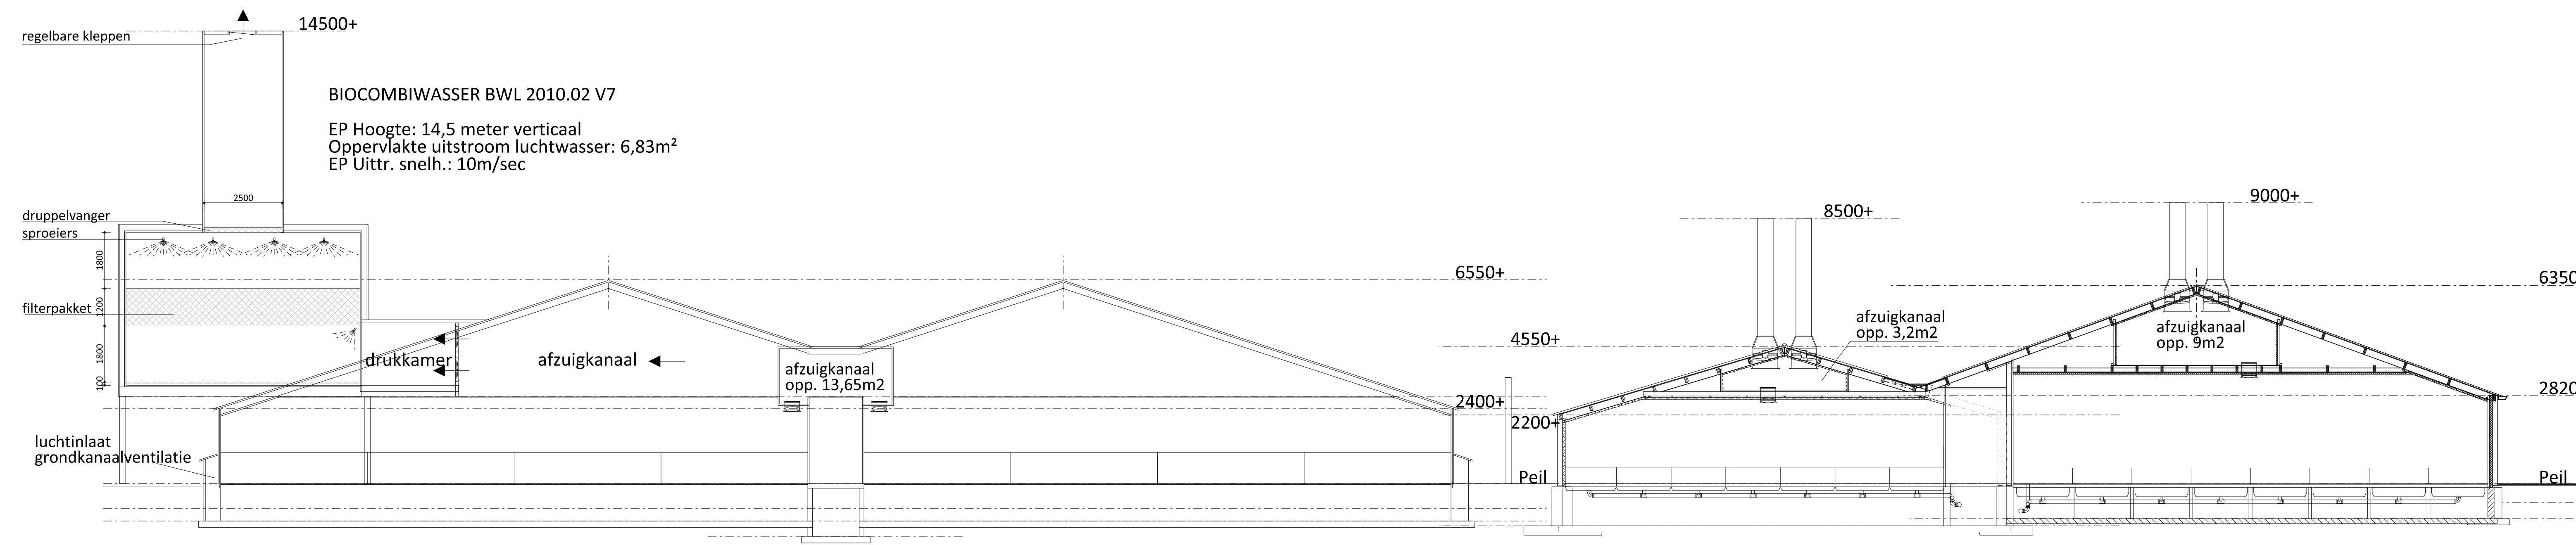 14500+
regelbare kleppen
BIOCOMBIWASSER BWL 2010.02 V7
EP Hoogte: 14,5 meter verticaal
Oppervlakte uitstroom luchtwasser: 6,83m²
EP Uittr. snelh.: 10m/sec
2500
druppelvanger
sproeiers
1800
filterpakket
1200
1800
100
drukkamer
afzuigkanaal
afzuigkanaal
opp. 13,65m2
luchtinlaat
grondkanaalventilatie
6550+
4550+
2400+
2200+
Peil
8500+
afzuigkanaal
opp. 3,2m2
9000+
afzuigkanaal
opp. 9m2
6350
2820
Peil